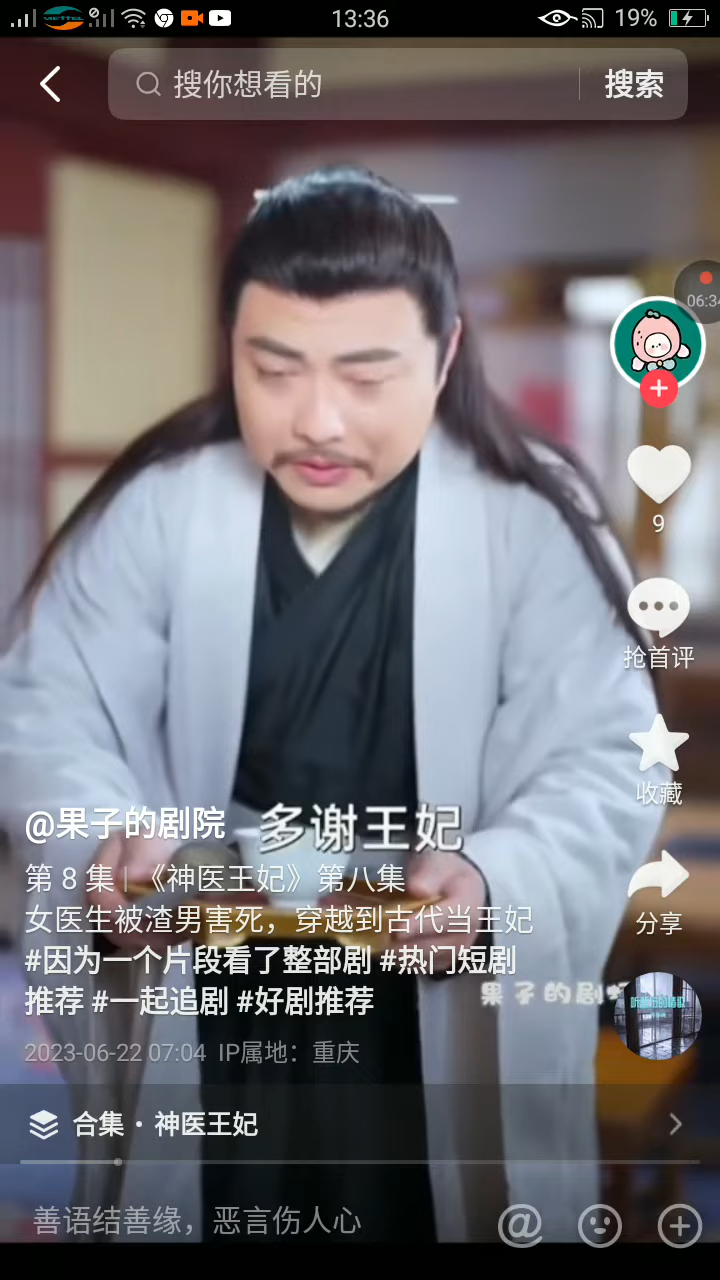 VIETTEL
13:36
19%
搜你想看的
搜索
06:34
9
抢首评
收藏
分享
多谢王妃
@果子的剧院
第 8 集 | 《神医王妃》第八集
女医生被渣男害死，穿越到古代当王妃
#因为一个片段看了整部剧 #热门短剧
推荐 #一起追剧 #好剧推荐
果子的剧
2023-06-22 07:04 IP属地：重庆
合集 · 神医王妃
善语结善缘，恶言伤人心